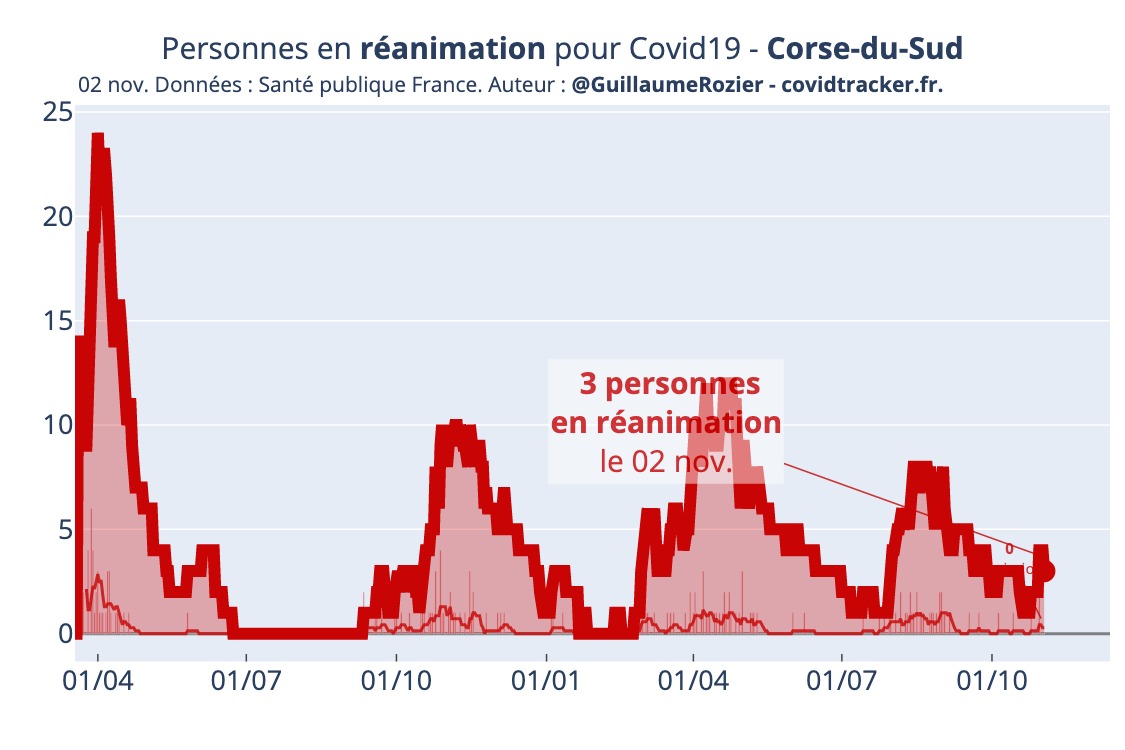 Personnes en réanimation pour Covid19 - Corse-du-Sud
02 nov. Données : Santé publique France. Auteur : @GuillaumeRozier - covidtracker.fr.
25
20
15
10
5
0
3 personnes
en réanimation
le 02 nov.
0
01/04 01/07 01/10 01/01 01/04 01/07 01/10